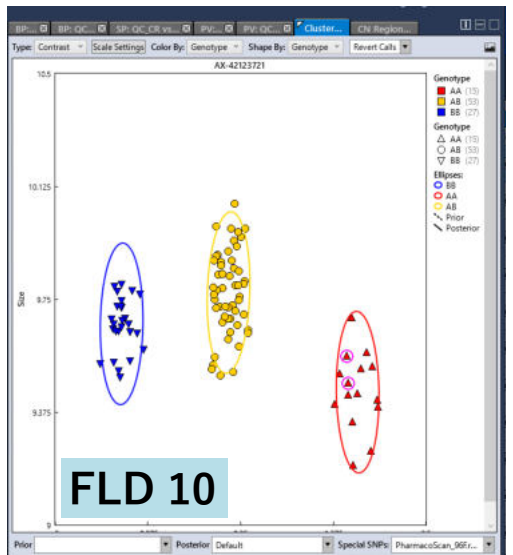 BP:... BP: QC... SP: QC_CR vs... PV:... PV: QC... Cluster... CN Region...
Type: Contrast Scale Settings Color By: Genotype Shape By: Genotype Revert Calls
AX-42123721
10.5
10.125
Size
9.75
9.375
9
Genotype
AA (15)
AB (53)
BB (27)
Genotype
AA (15)
AB (53)
BB (27)
Ellipses:
BB
AA
AB
Prior
Posterior
FLD 10
Prior Posterior Default Special SNPs: PharmacoScan_96F.r...